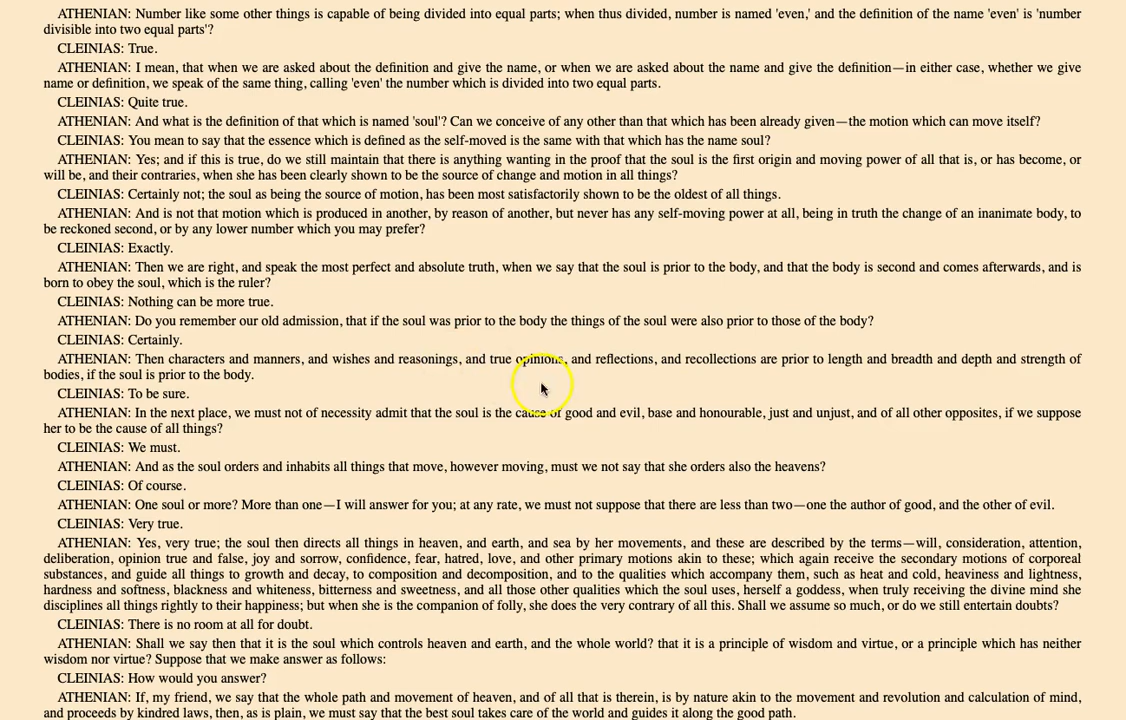 ATHENIAN: Number like some other things is capable of being divided into equal parts; when thus divided, number is named 'even,' and the definition of the name 'even' is 'number
divisible into two equal parts'?
CLEINIAS: True.
ATHENIAN: I mean, that when we are asked about the definition and give the name, or when we are asked about the name and give the definition—in either case, whether we give
name or definition, we speak of the same thing, calling 'even' the number which is divided into two equal parts.
CLEINIAS: Quite true.
ATHENIAN: And what is the definition of that which is named 'soul'? Can we conceive of any other than that which has been already given—the motion which can move itself?
CLEINIAS: You mean to say that the essence which is defined as the self-moved is the same with that which has the name soul?
ATHENIAN: Yes; and if this is true, do we still maintain that there is anything wanting in the proof that the soul is the first origin and moving power of all that is, or has become, or
will be, and their contraries, when she has been clearly shown to be the source of change and motion in all things?
CLEINIAS: Certainly not; the soul as being the source of motion, has been most satisfactorily shown to be the oldest of all things.
ATHENIAN: And is not that motion which is produced in another, by reason of another, but never has any self-moving power at all, being in truth the change of an inanimate body, to
be reckoned second, or by any lower number which you may prefer?
CLEINIAS: Exactly.
ATHENIAN: Then we are right, and speak the most perfect and absolute truth, when we say that the soul is prior to the body, and that the body is second and comes afterwards, and is
born to obey the soul, which is the ruler?
CLEINIAS: Nothing can be more true.
ATHENIAN: Do you remember our old admission, that if the soul was prior to the body the things of the soul were also prior to those of the body?
CLEINIAS: Certainly.
ATHENIAN: Then characters and manners, and wishes and reasonings, and true opinions, and reflections, and recollections are prior to length and breadth and depth and strength of
bodies, if the soul is prior to the body.
CLEINIAS: To be sure.
ATHENIAN: In the next place, we must not of necessity admit that the soul is the cause of good and evil, base and honourable, just and unjust, and of all other opposites, if we suppose
her to be the cause of all things?
CLEINIAS: We must.
ATHENIAN: And as the soul orders and inhabits all things that move, however moving, must we not say that she orders also the heavens?
CLEINIAS: Of course.
ATHENIAN: One soul or more? More than one—I will answer for you; at any rate, we must not suppose that there are less than two—one the author of good, and the other of evil.
CLEINIAS: Very true.
ATHENIAN: Yes, very true; the soul then directs all things in heaven, and earth, and sea by her movements, and these are described by the terms—will, consideration, attention,
deliberation, opinion true and false, joy and sorrow, confidence, fear, hatred, love, and other primary motions akin to these; which again receive the secondary motions of corporeal
substances, and guide all things to growth and decay, to composition and decomposition, and to the qualities which accompany them, such as heat and cold, heaviness and lightness,
hardness and softness, blackness and whiteness, bitterness and sweetness, and all those other qualities which the soul uses, herself a goddess, when truly receiving the divine mind she
disciplines all things rightly to their happiness; but when she is the companion of folly, she does the very contrary of all this. Shall we assume so much, or do we still entertain doubts?
CLEINIAS: There is no room at all for doubt.
ATHENIAN: Shall we say then that it is the soul which controls heaven and earth, and the whole world? that it is a principle of wisdom and virtue, or a principle which has neither
wisdom nor virtue? Suppose that we make answer as follows:
CLEINIAS: How would you answer?
ATHENIAN: If, my friend, we say that the whole path and movement of heaven, and of all that is therein, is by nature akin to the movement and revolution and calculation of mind,
and proceeds by kindred laws, then, as is plain, we must say that the best soul takes care of the world and guides it along the good path.